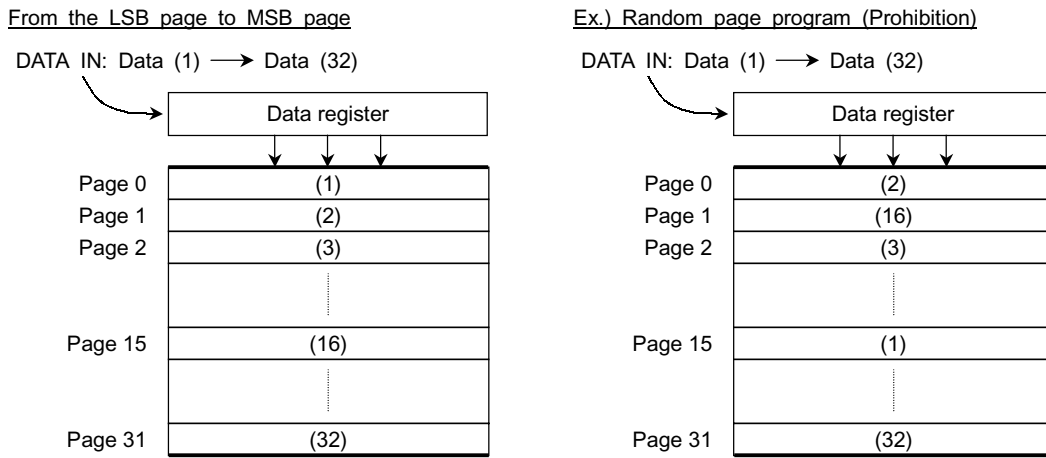 From the LSB page to MSB page
DATA IN: Data (1) → Data (32)
Data register
Page 0 (1)
Page 1 (2)
Page 2 (3)
Page 15 (16)
Page 31 (32)
Ex.) Random page program (Prohibition)
DATA IN: Data (1) → Data (32)
Data register
Page 0 (2)
Page 1 (16)
Page 2 (3)
Page 15 (1)
Page 31 (32)